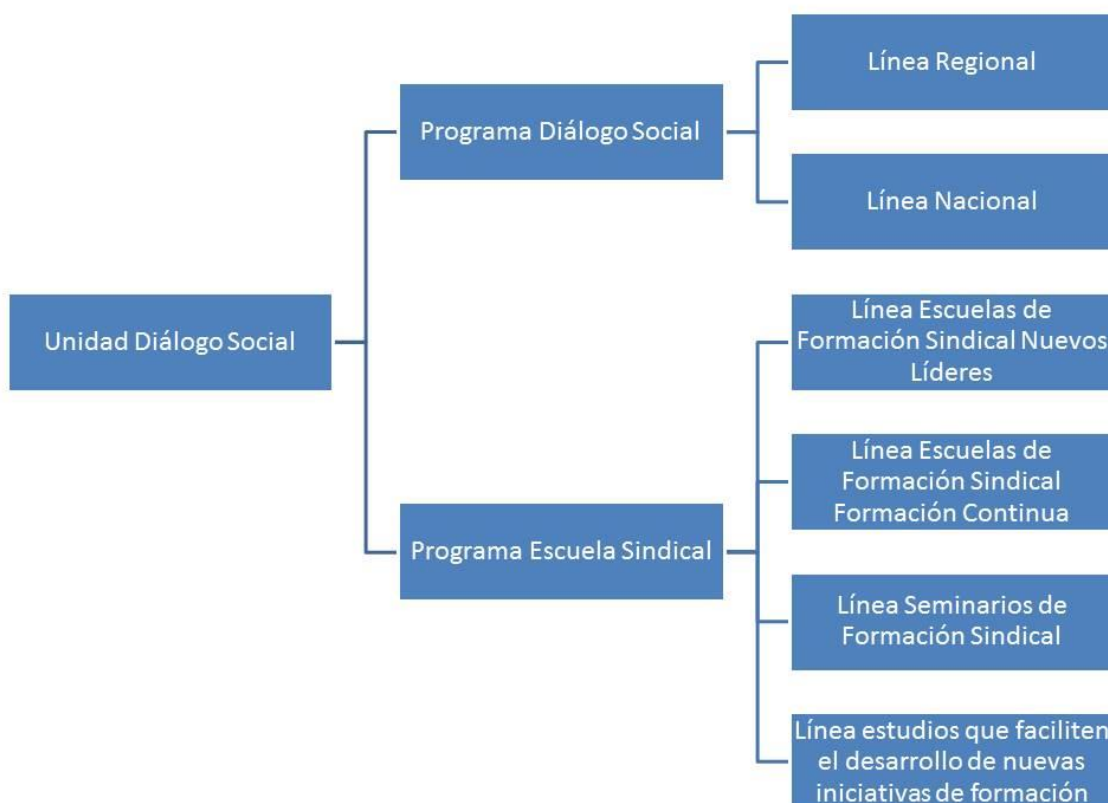 Unidad Diálogo Social
Programa Diálogo Social
Línea Regional
Línea Nacional
Programa Escuela Sindical
Línea Escuelas de
Formación Sindical Nuevos
Líderes
Línea Escuelas de
Formación Sindical
Formación Continua
Línea Seminarios de
Formación Sindical
Línea estudios que faciliten
el desarrollo de nuevas
iniciativas de formación